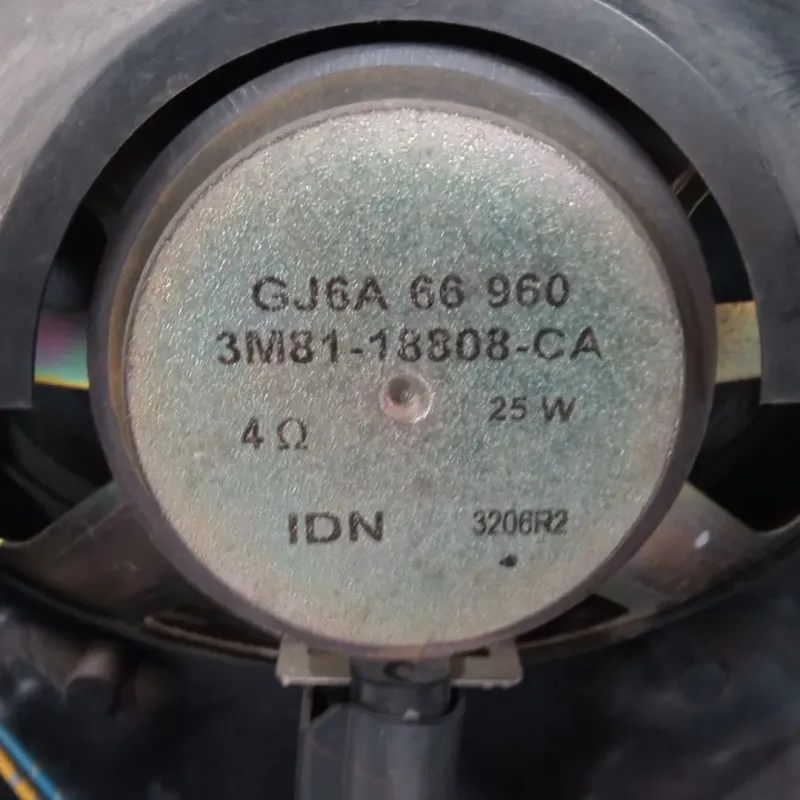 GJ6A 66 960
3M81-18808-CA
4 Ω 25 W
IDN 3206R2